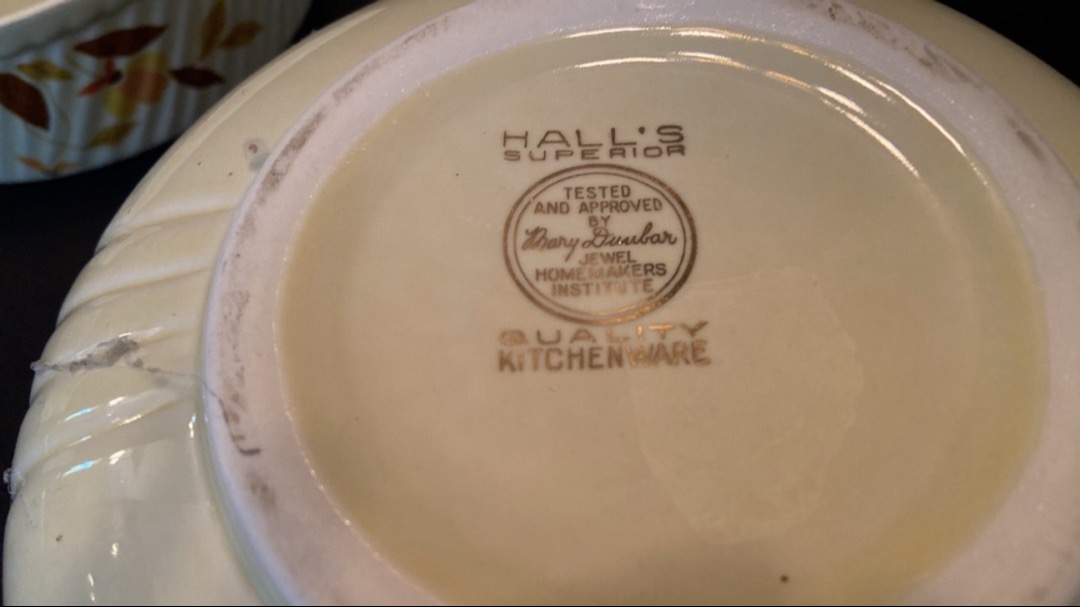 HALL'S
SUPERIOR
TESTED
AND APPROVED
BY
Mary Dunbar
JEWEL
HOMEMAKERS
INSTITUTE
QUALITY
KITCHENWARE